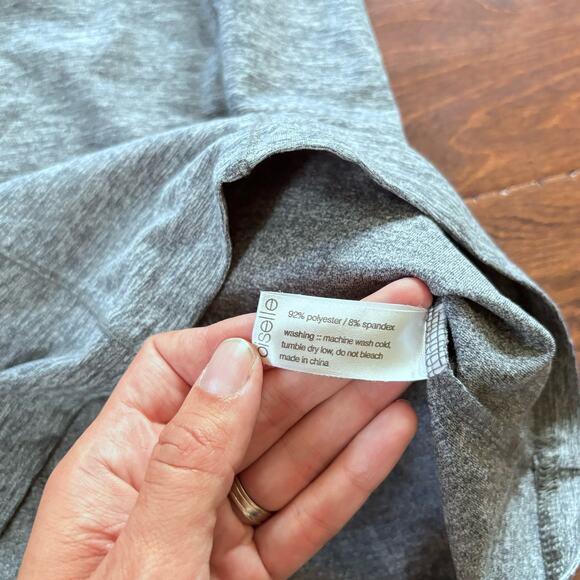 oiselle
92% polyester / 8% spandex
washing :: machine wash cold,
tumble dry low, do not bleach
made in china